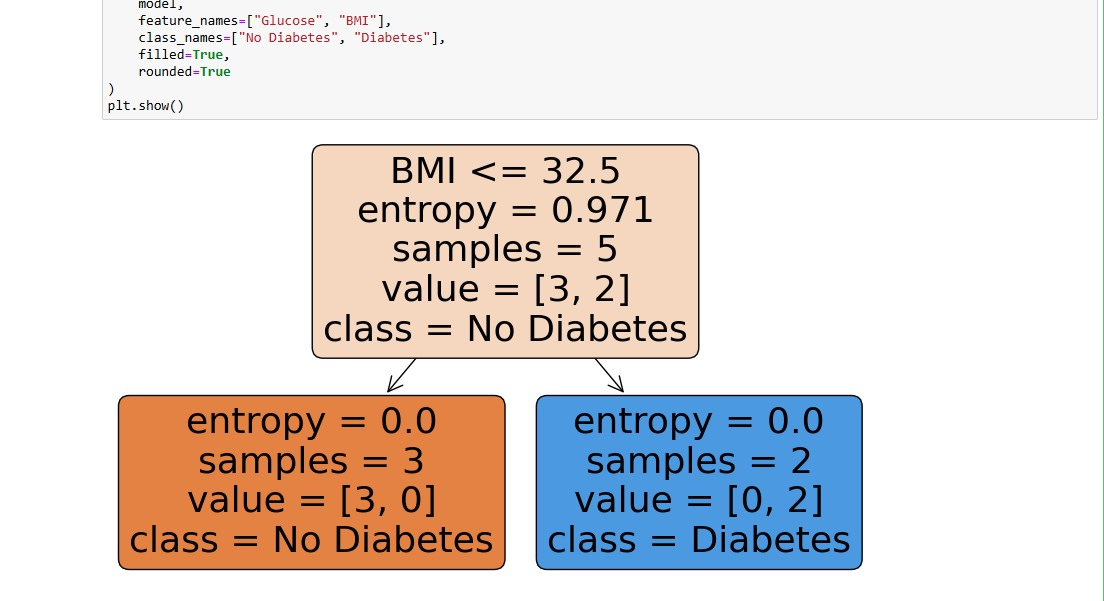 model,
feature_names=["Glucose", "BMI"],
class_names=["No Diabetes", "Diabetes"],
filled=True,
rounded=True
)
plt.show()
BMI <= 32.5
entropy = 0.971
samples = 5
value = [3, 2]
class = No Diabetes
entropy = 0.0
samples = 3
value = [3, 0]
class = No Diabetes
entropy = 0.0
samples = 2
value = [0, 2]
class = Diabetes